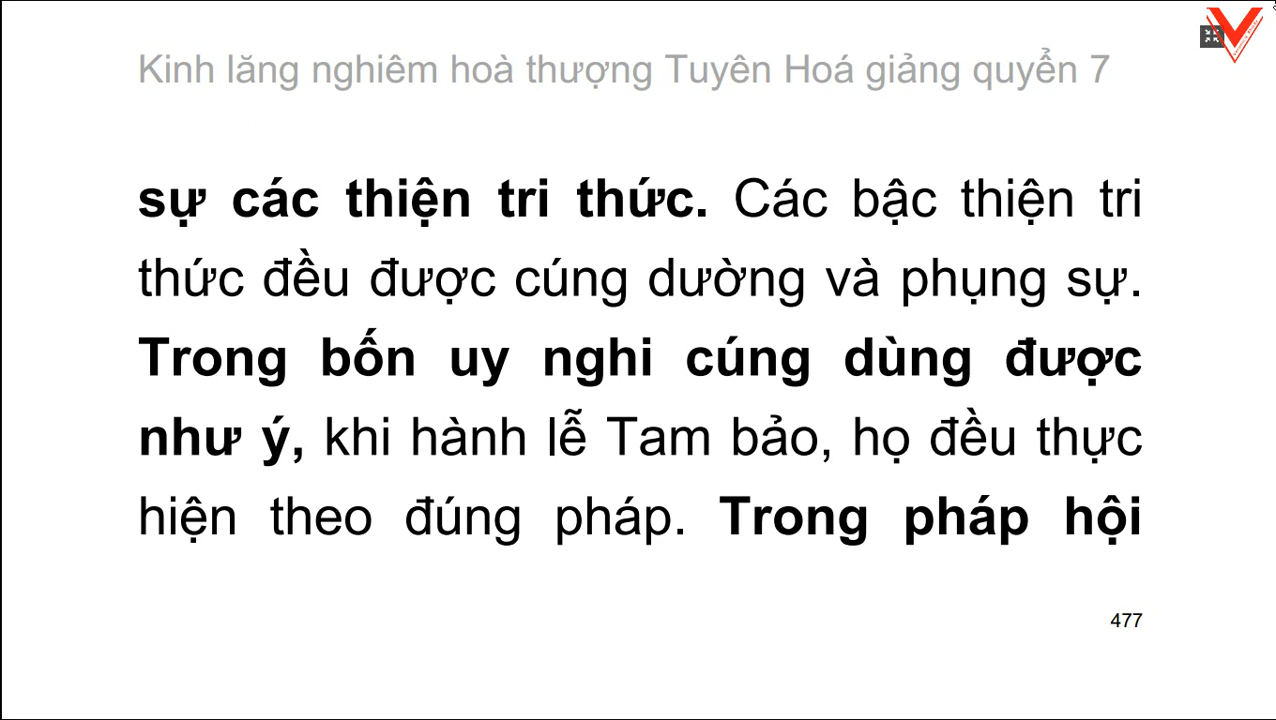 Kinh lăng nghiêm hoà thượng Tuyên Hoá giảng quyển 7
sự các thiện tri thức. Các bậc thiện tri
thức đều được cúng dường và phụng sự.
Trong bốn uy nghi cúng dùng được
như ý, khi hành lễ Tam bảo, họ đều thực
hiện theo đúng pháp. Trong pháp hội
477